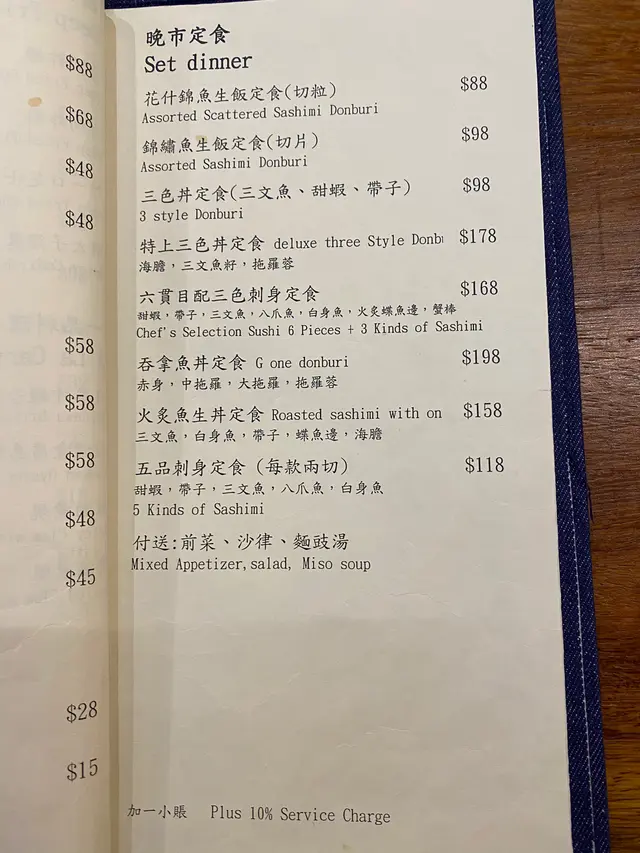 $88
$68
$48
$48
$58
$58
$58
$48
$45
$28
$15
晚市定食
Set dinner
花什錦魚生飯定食(切粒) $88
Assorted Scattered Sashimi Donburi
錦繡魚生飯定食(切片) $98
Assorted Sashimi Donburi
三色丼定食(三文魚、甜蝦、帶子) $98
3 style Donburi
特上三色丼定食 deluxe three Style Donb $178
海膽，三文魚籽，拖羅蓉
六貫目配三色刺身定食 $168
甜蝦，帶子，三文魚，八爪魚，白身魚，火炙蝶魚邊，蟹棒
Chef's Selection Sushi 6 Pieces + 3 Kinds of Sashimi
吞拿魚丼定食 G one donburi $198
赤身，中拖羅，大拖羅，拖羅蓉
火炙魚生丼定食 Roasted sashimi with on $158
三文魚，白身魚，帶子，蝶魚邊，海膽
五品刺身定食 (每款兩切) $118
甜蝦，帶子，三文魚，八爪魚，白身魚
5 Kinds of Sashimi
付送:前菜、沙律、麵豉湯
Mixed Appetizer,salad, Miso soup
加一小賬 Plus 10% Service Charge